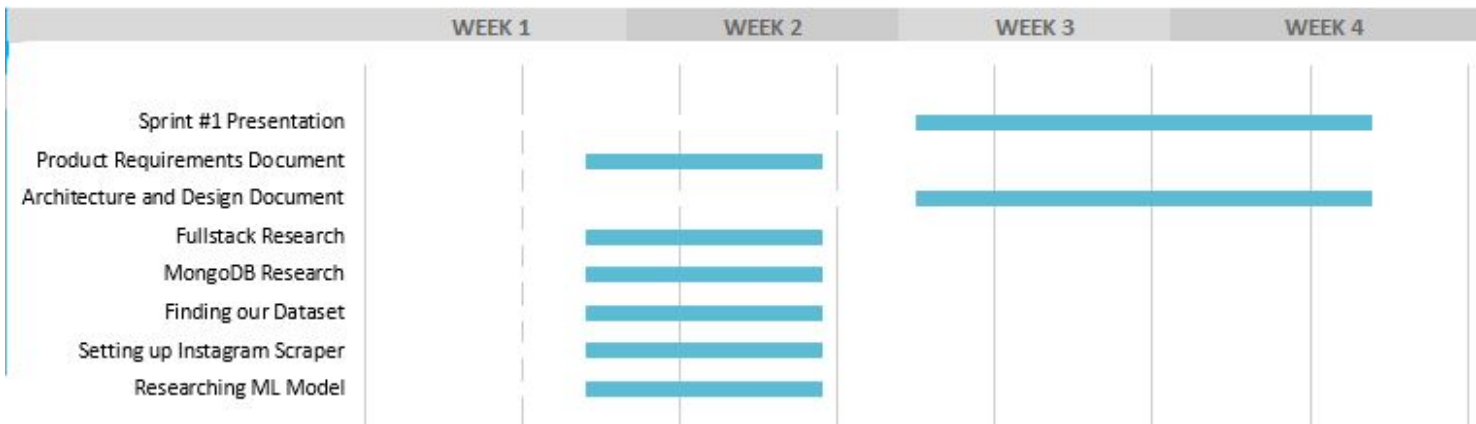 WEEK 1 WEEK 2 WEEK 3 WEEK 4
Sprint #1 Presentation
Product Requirements Document
Architecture and Design Document
Fullstack Research
MongoDB Research
Finding our Dataset
Setting up Instagram Scraper
Researching ML Model